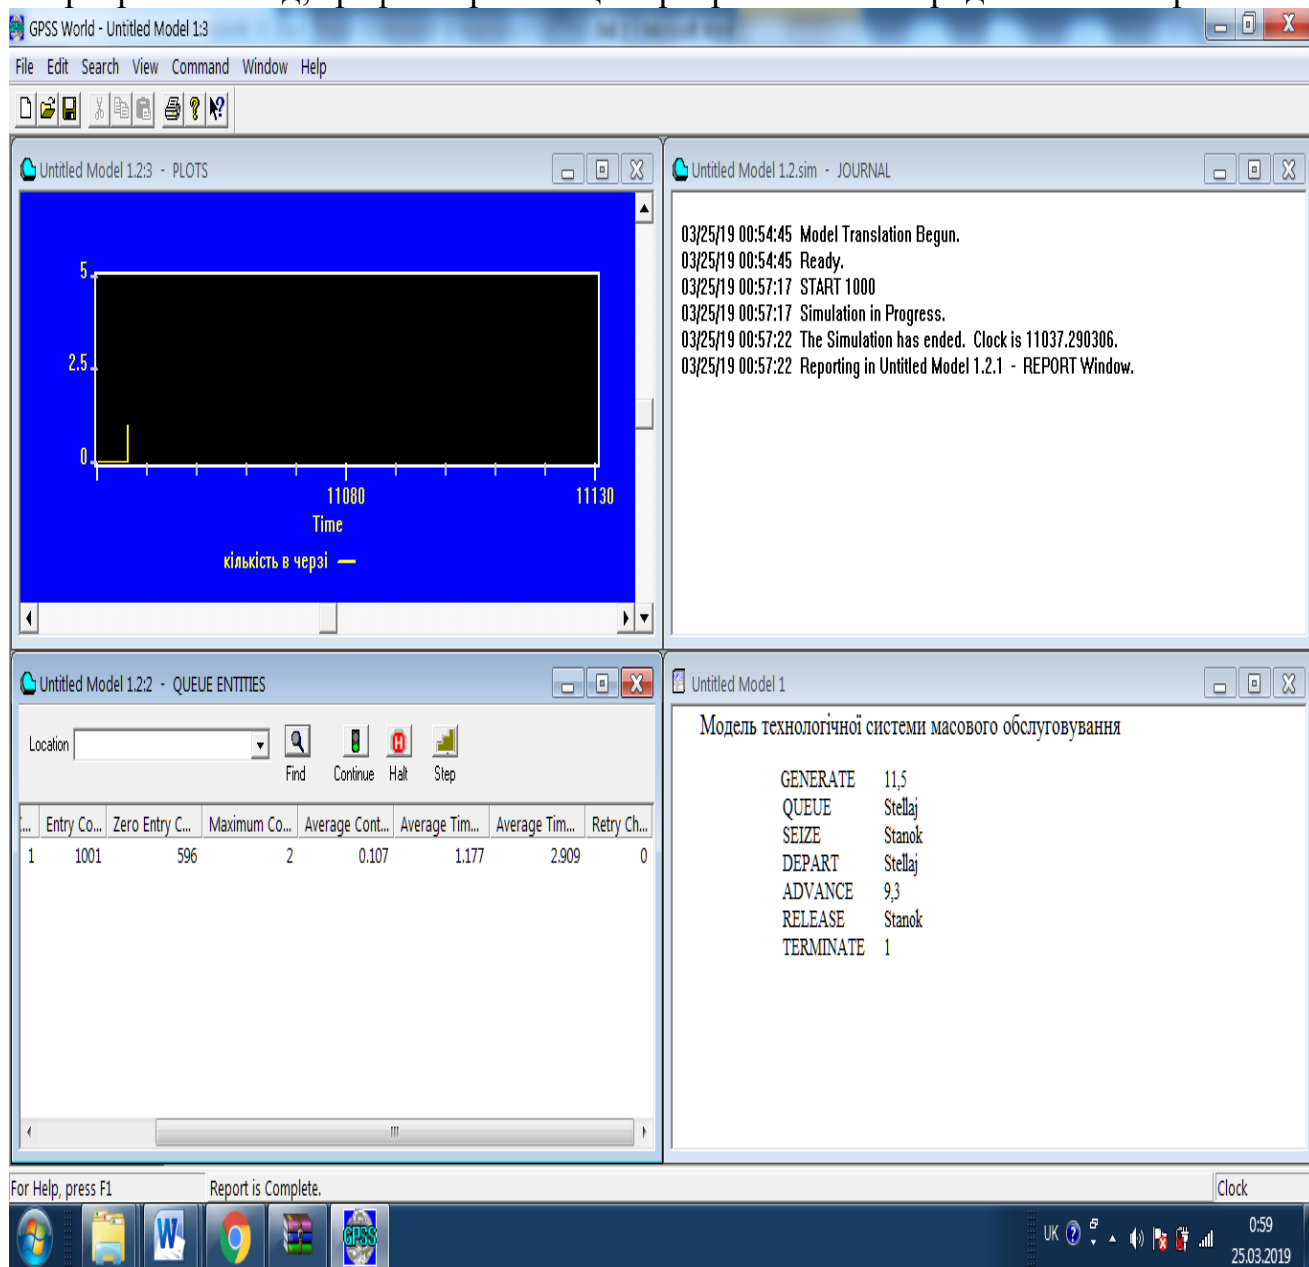 GPSS World - Untitled Model 1:3
File Edit Search View Command Window Help
Untitled Model 1.2:3 - PLOTS
5
2.5
0
11080
11130
Time
кількість в черзі
Untitled Model 1.2.sim - JOURNAL
03/25/19 00:54:45 Model Translation Begun.
03/25/19 00:54:45 Ready.
03/25/19 00:57:17 START 1000
03/25/19 00:57:17 Simulation in Progress.
03/25/19 00:57:22 The Simulation has ended. Clock is 11037.290306.
03/25/19 00:57:22 Reporting in Untitled Model 1.2.1 - REPORT Window.
Untitled Model 1.2:2 - QUEUE ENTITIES
Location
Find Continue Halt Step
... Entry Co... Zero Entry C... Maximum Co... Average Cont... Average Tim... Average Tim... Retry Ch...
1 1001 596 2 0.107 1.177 2.909 0
Untitled Model 1
Модель технологічної системи масового обслуговування
GENERATE 11,5
QUEUE Stellaj
SEIZE Stanok
DEPART Stellaj
ADVANCE 9,3
RELEASE Stanok
TERMINATE 1
For Help, press F1 Report is Complete. Clock
GPSS
UK 0:59
25.03.2019